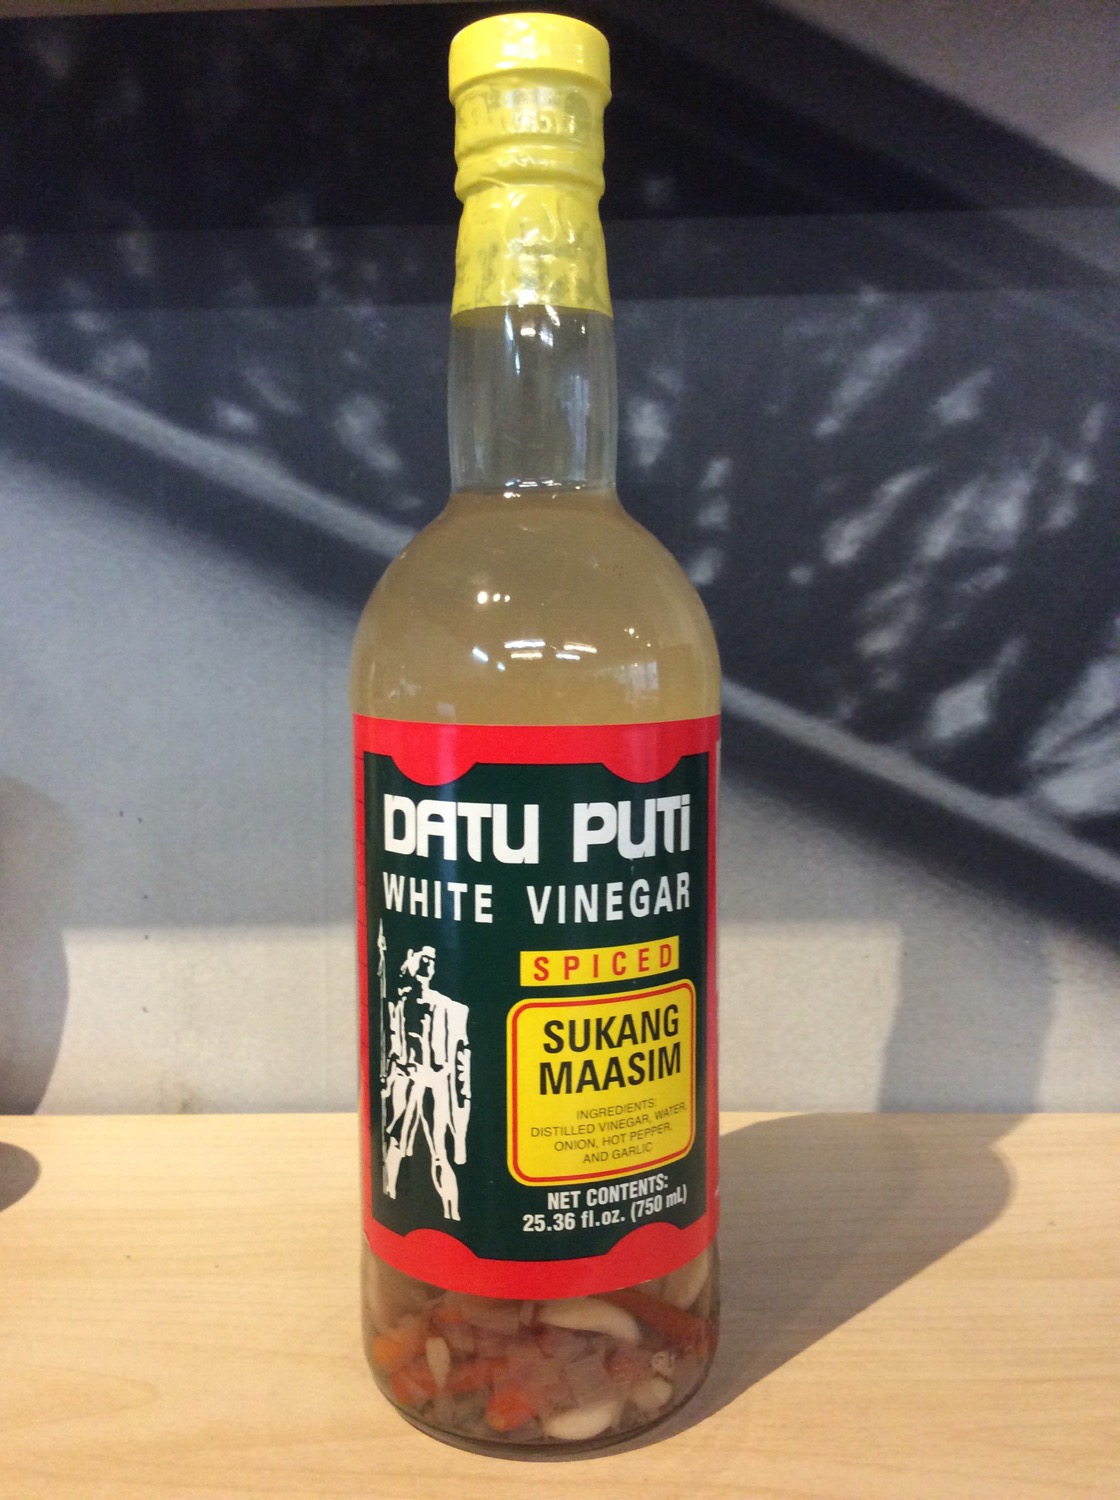 DATU PUTi
WHITE VINEGAR
SPICED
SUKANG
MAASIM
INGREDIENTS:
DISTILLED VINEGAR, WATER,
ONION, HOT PEPPER,
AND GARLIC
NET CONTENTS:
25.36 fl.oz. (750 mL)